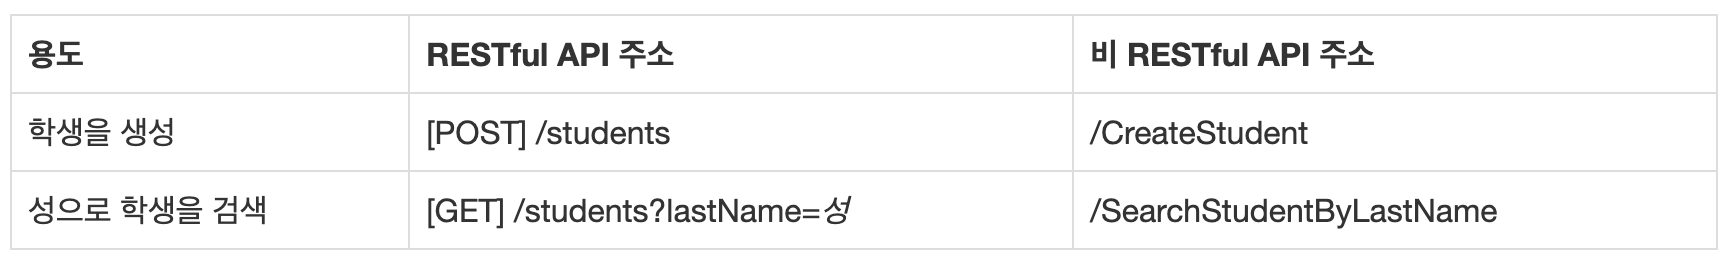 용도 RESTful API 주소 비 RESTful API 주소
학생을 생성 [POST] /students /CreateStudent
성으로 학생을 검색 [GET] /students?lastName=성 /SearchStudentByLastName